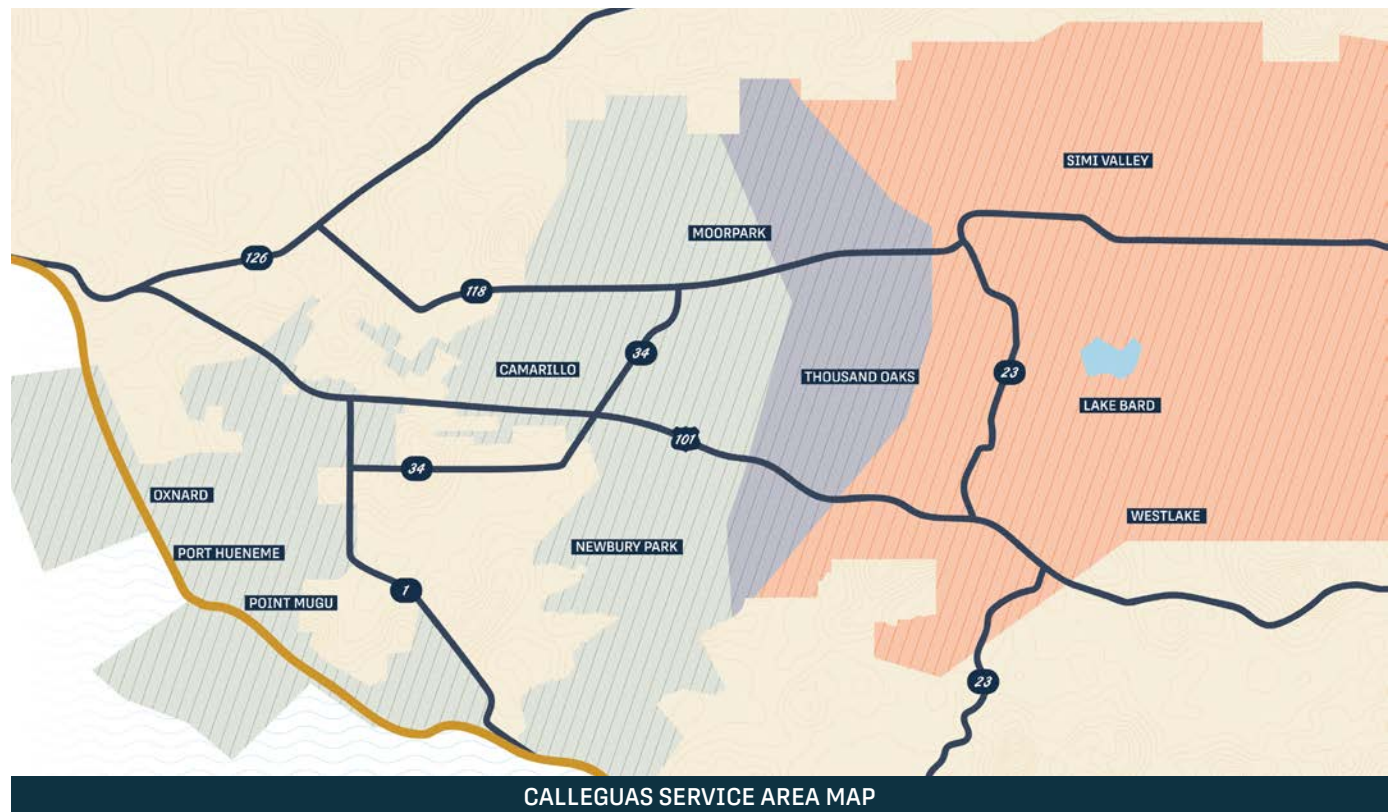 SIMI VALLEY
MOORPARK
126
118
34
CAMARILLO
THOUSAND OAKS
23
LAKE BARD
101
34
OXNARD
WESTLAKE
PORT HUENEME
NEWBURY PARK
1
POINT MUGU
23
CALLEGUAS SERVICE AREA MAP